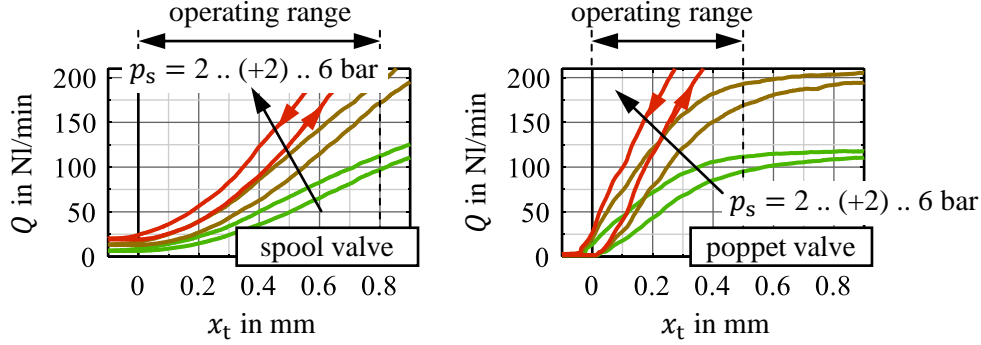 operating range
p_s = 2 .. (+2) .. 6 bar
200
150
100
50
0
Q in Nl/min
spool valve
0 0.2 0.4 0.6 0.8
x_t in mm
operating range
200
150
100
50
0
Q in Nl/min
p_s = 2 .. (+2) .. 6 bar
poppet valve
0 0.2 0.4 0.6 0.8
x_t in mm